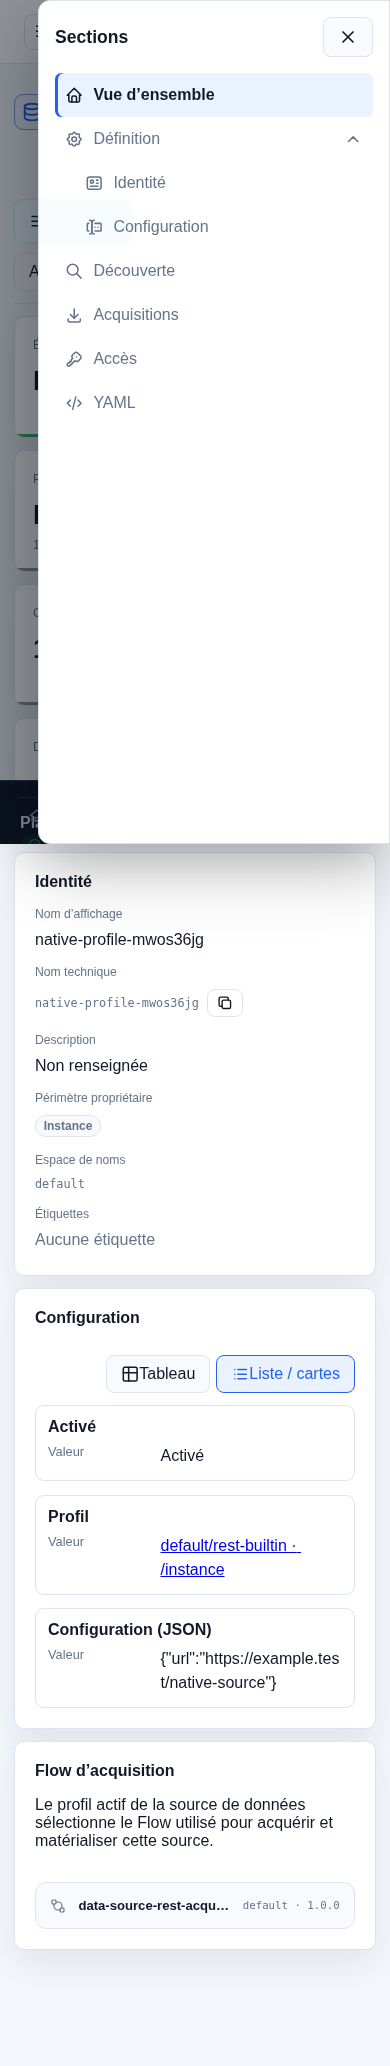 Sections
Vue d’ensemble
Définition
Identité
Configuration
Découverte
Acquisitions
Accès
YAML
Identité
Nom d’affichage
native-profile-mwos36jg
Nom technique
native-profile-mwos36jg
Description
Non renseignée
Périmètre propriétaire
Instance
Espace de noms
default
Étiquettes
Aucune étiquette
Configuration
Tableau
Liste / cartes
Activé
Valeur
Activé
Profil
Valeur
default/rest-builtin ·
/instance
Configuration (JSON)
Valeur
{"url":"https://example.tes
t/native-source"}
Flow d’acquisition
Le profil actif de la source de données
sélectionne le Flow utilisé pour acquérir et
matérialiser cette source.
data-source-rest-acqu…
default · 1.0.0